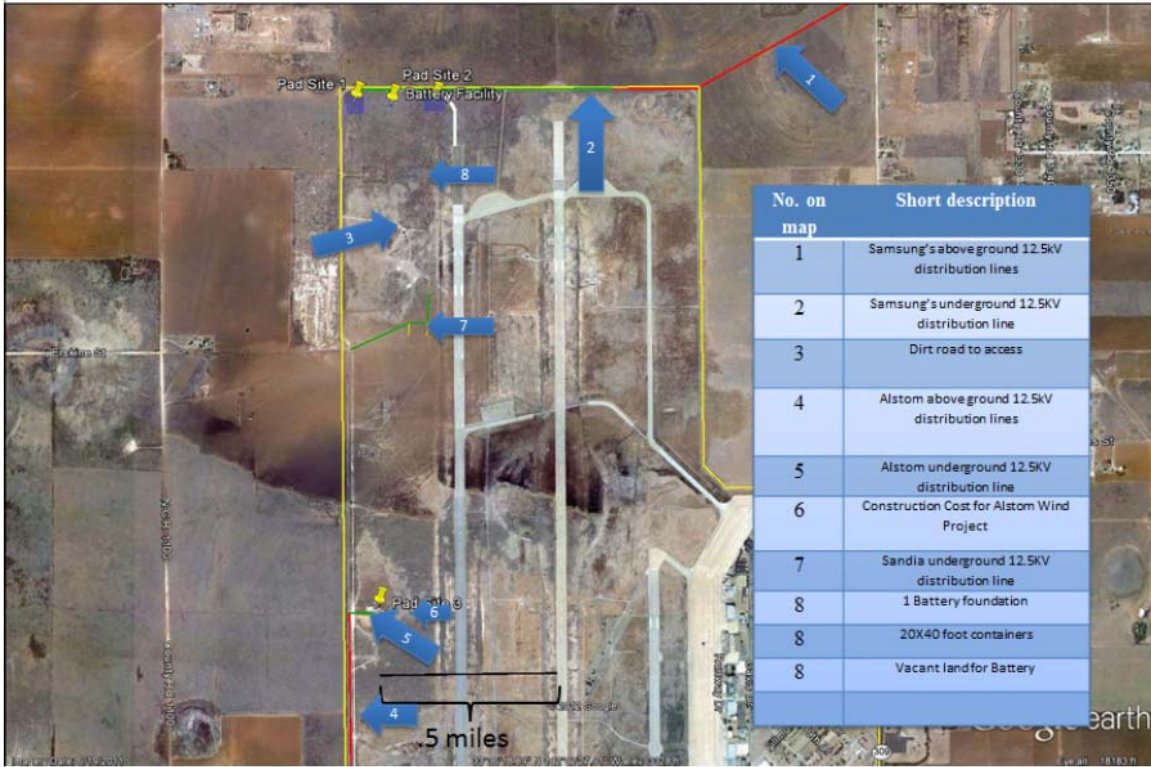 1
Pad Site 1
Pad Site 2
Battery Facility
2
8
3
7
Erskine St
Pad Site 3
6
5
4
.5 miles
2012 Google
Google earth
No. on map
Short description
1
Samsung's above ground 12.5kV
distribution lines
2
Samsung's underground 12.5KV
distribution line
3
Dirt road to access
4
Alstom above ground 12.5kV
distribution lines
5
Alstom underground 12.5KV
distribution line
6
Construction Cost for Alstom Wind
Project
7
Sandia underground 12.5KV
distribution line
8
1 Battery foundation
8
20X40 foot containers
8
Vacant land for Battery